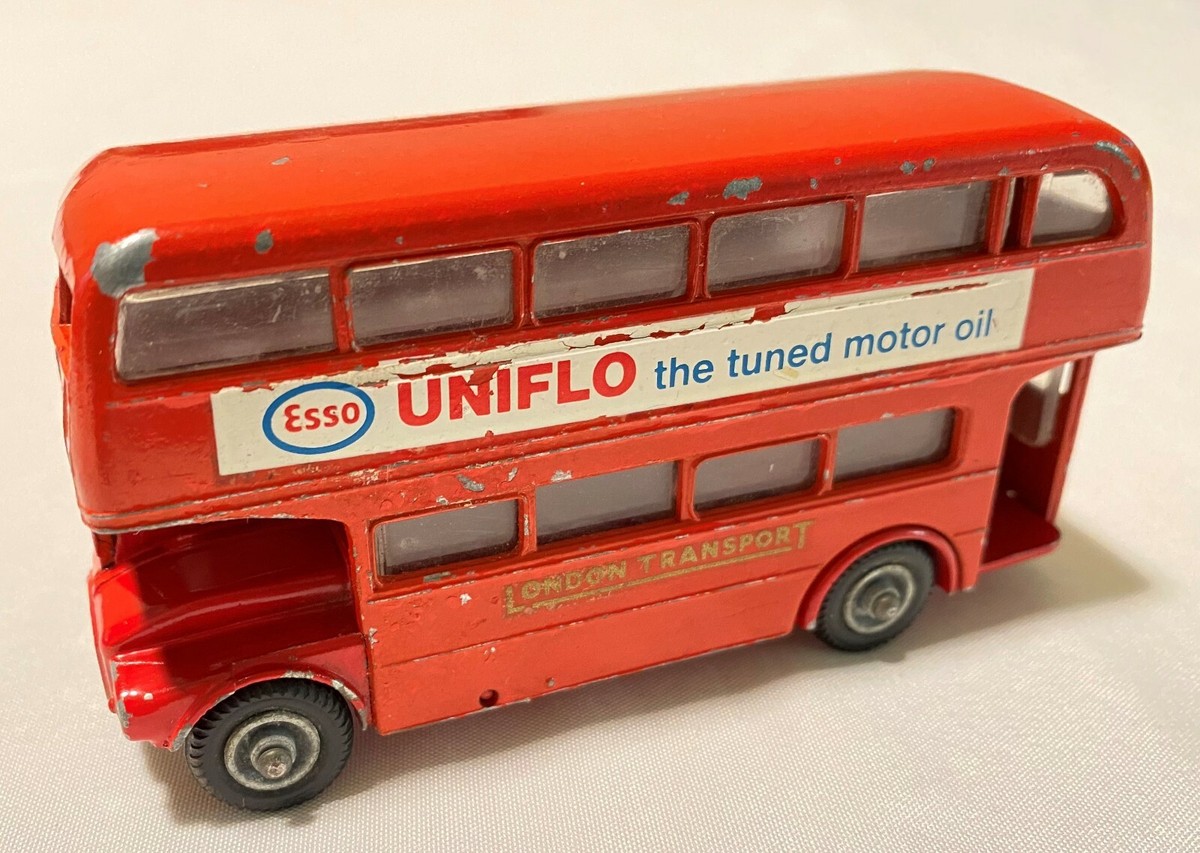 Esso UNIFLO the tuned motor oil
LONDON TRANSPORT